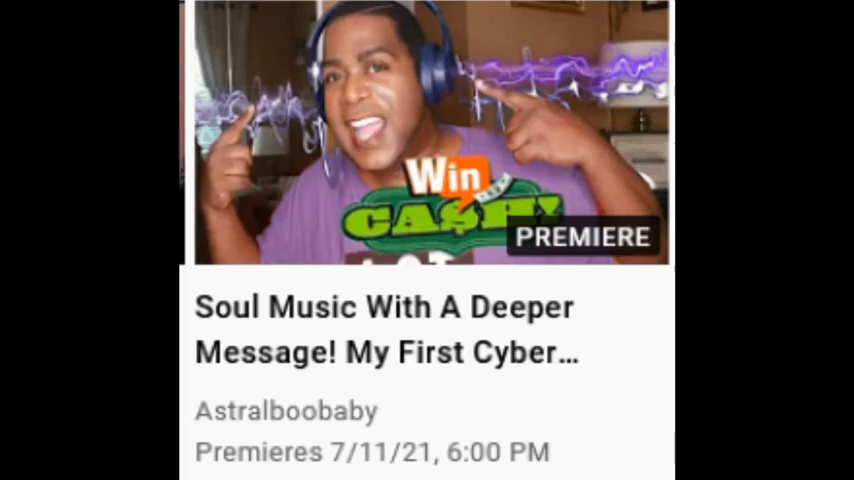 Win
CA$H!
PREMIERE
Soul Music With A Deeper
Message! My First Cyber...
Astralboobaby
Premieres 7/11/21, 6:00 PM